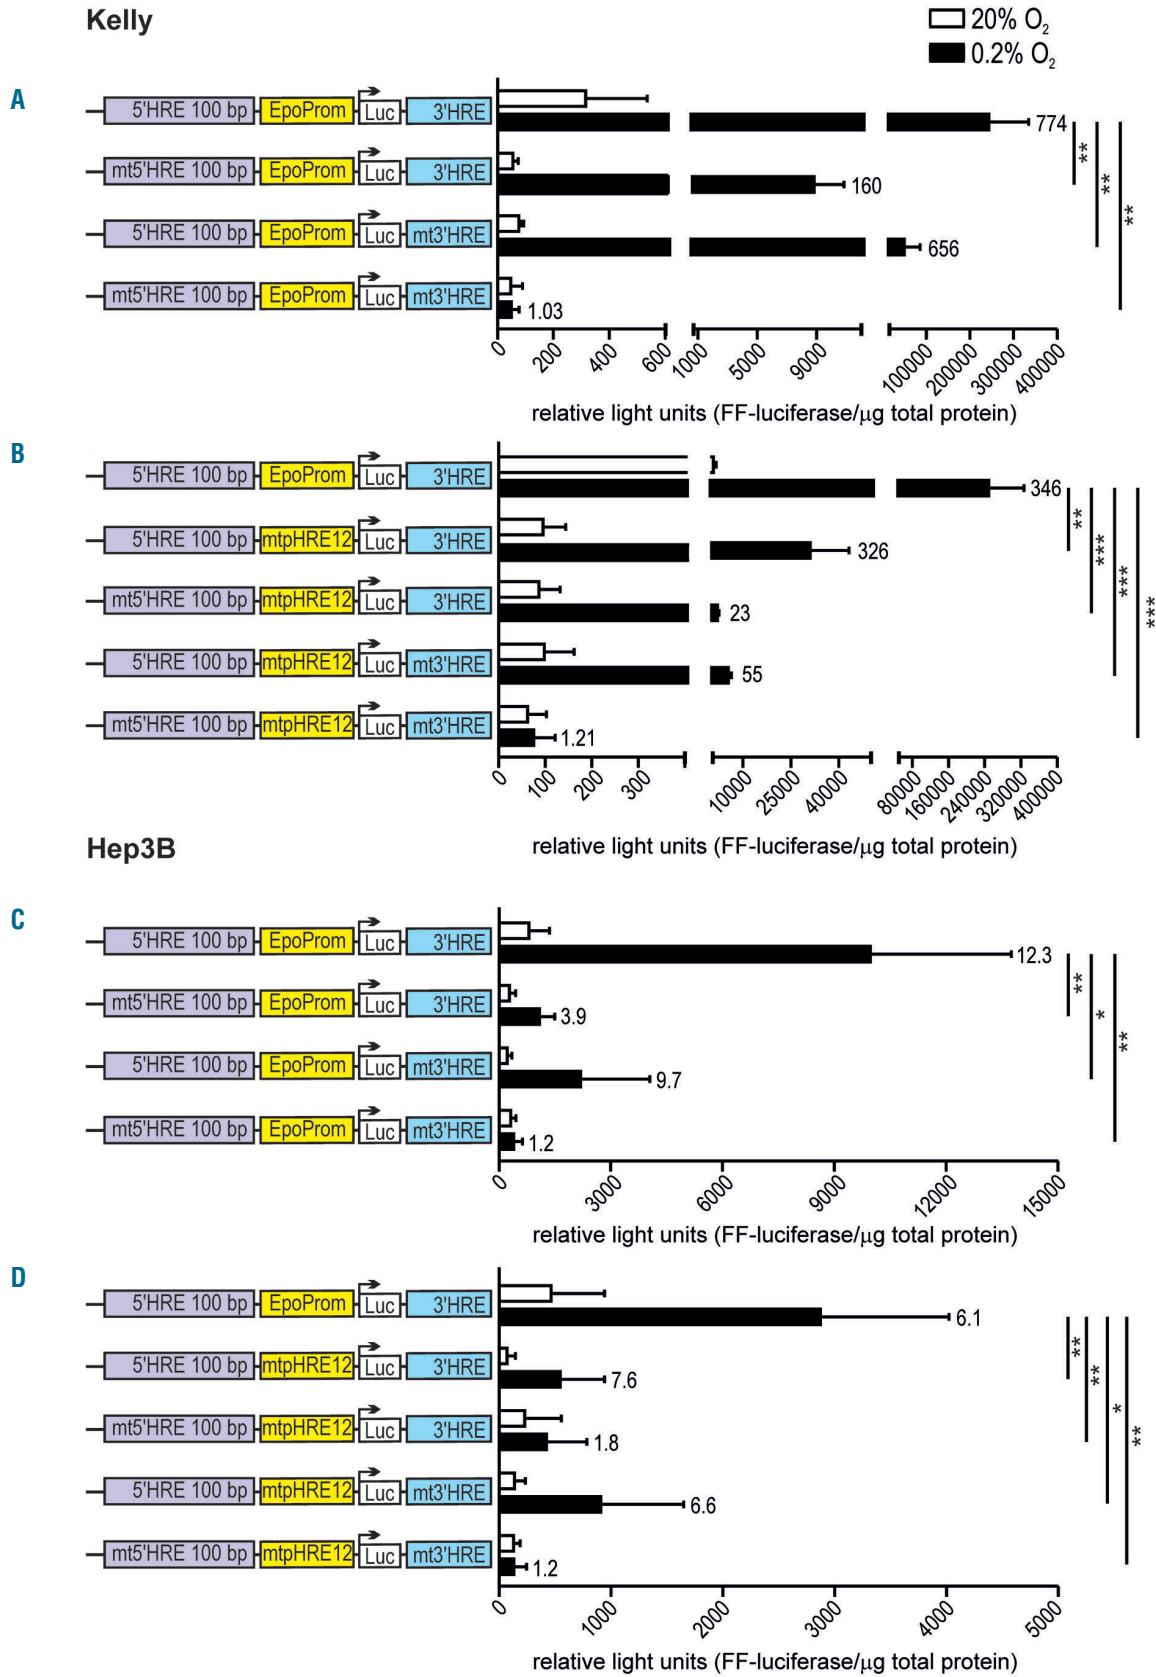 Kelly
20% O₂
0.2% O₂
A
5'HRE 100 bp EpoProm Luc 3'HRE 774
mt5'HRE 100 bp EpoProm Luc 3'HRE 160
5'HRE 100 bp EpoProm Luc mt3'HRE 656
mt5'HRE 100 bp EpoProm Luc mt3'HRE 1.03
** ** **
0 200 400 600 1000 5000 9000 100000 200000 300000 400000
relative light units (FF-luciferase/μg total protein)
B
5'HRE 100 bp EpoProm Luc 3'HRE 346
5'HRE 100 bp mtpHRE12 Luc 3'HRE 326
mt5'HRE 100 bp mtpHRE12 Luc 3'HRE 23
5'HRE 100 bp mtpHRE12 Luc mt3'HRE 55
mt5'HRE 100 bp mtpHRE12 Luc mt3'HRE 1.21
** *** *** ***
0 100 200 300 10000 25000 40000 80000 160000 240000 320000 400000
relative light units (FF-luciferase/μg total protein)
Hep3B
C
5'HRE 100 bp EpoProm Luc 3'HRE 12.3
mt5'HRE 100 bp EpoProm Luc 3'HRE 3.9
5'HRE 100 bp EpoProm Luc mt3'HRE 9.7
mt5'HRE 100 bp EpoProm Luc mt3'HRE 1.2
** * **
0 3000 6000 9000 12000 15000
relative light units (FF-luciferase/μg total protein)
D
5'HRE 100 bp EpoProm Luc 3'HRE 6.1
5'HRE 100 bp mtpHRE12 Luc 3'HRE 7.6
mt5'HRE 100 bp mtpHRE12 Luc 3'HRE 1.8
5'HRE 100 bp mtpHRE12 Luc mt3'HRE 6.6
mt5'HRE 100 bp mtpHRE12 Luc mt3'HRE 1.2
** ** * **
0 1000 2000 3000 4000 5000
relative light units (FF-luciferase/μg total protein)